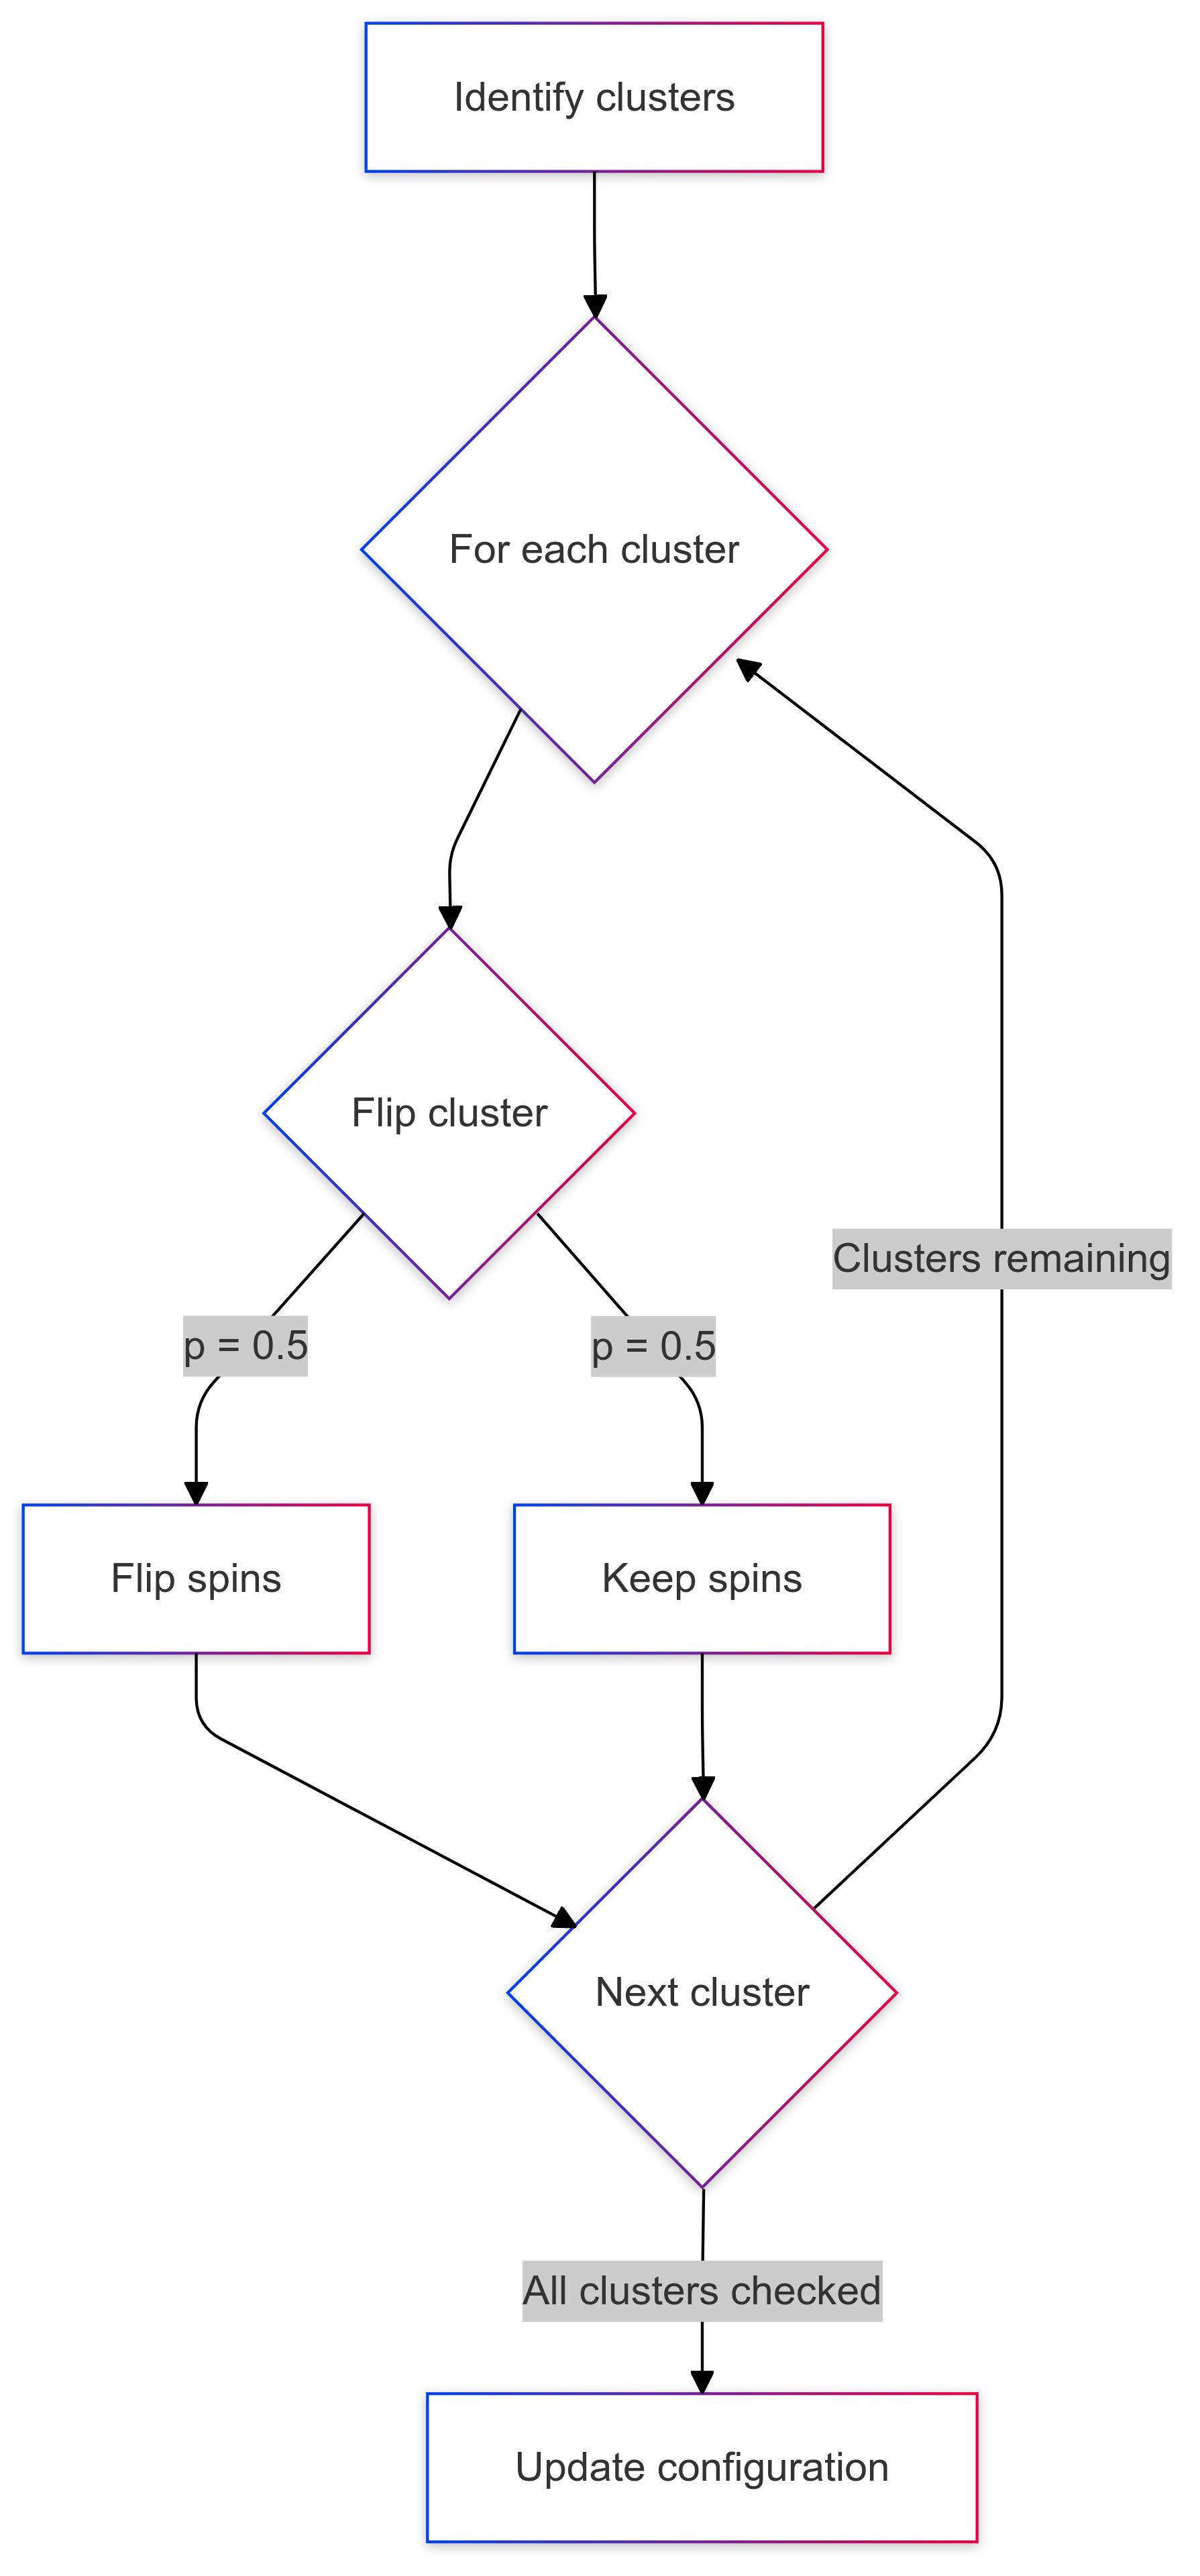 Identify clusters
For each cluster
Flip cluster
Clusters remaining
p = 0.5
p = 0.5
Flip spins
Keep spins
Next cluster
All clusters checked
Update configuration